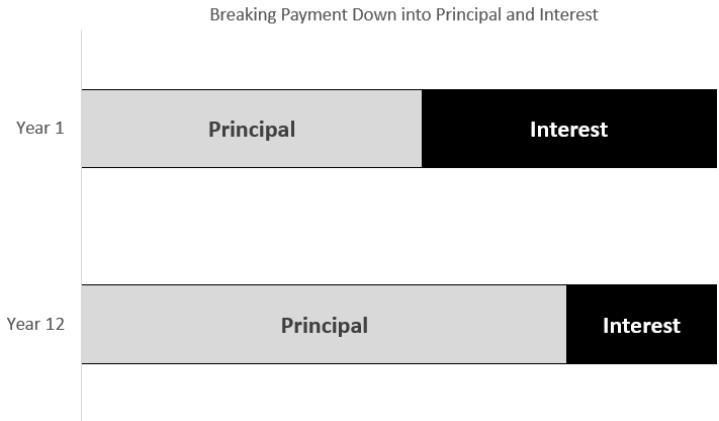 Breaking Payment Down into Principal and Interest
Year 1
Principal
Interest
Year 12
Principal
Interest